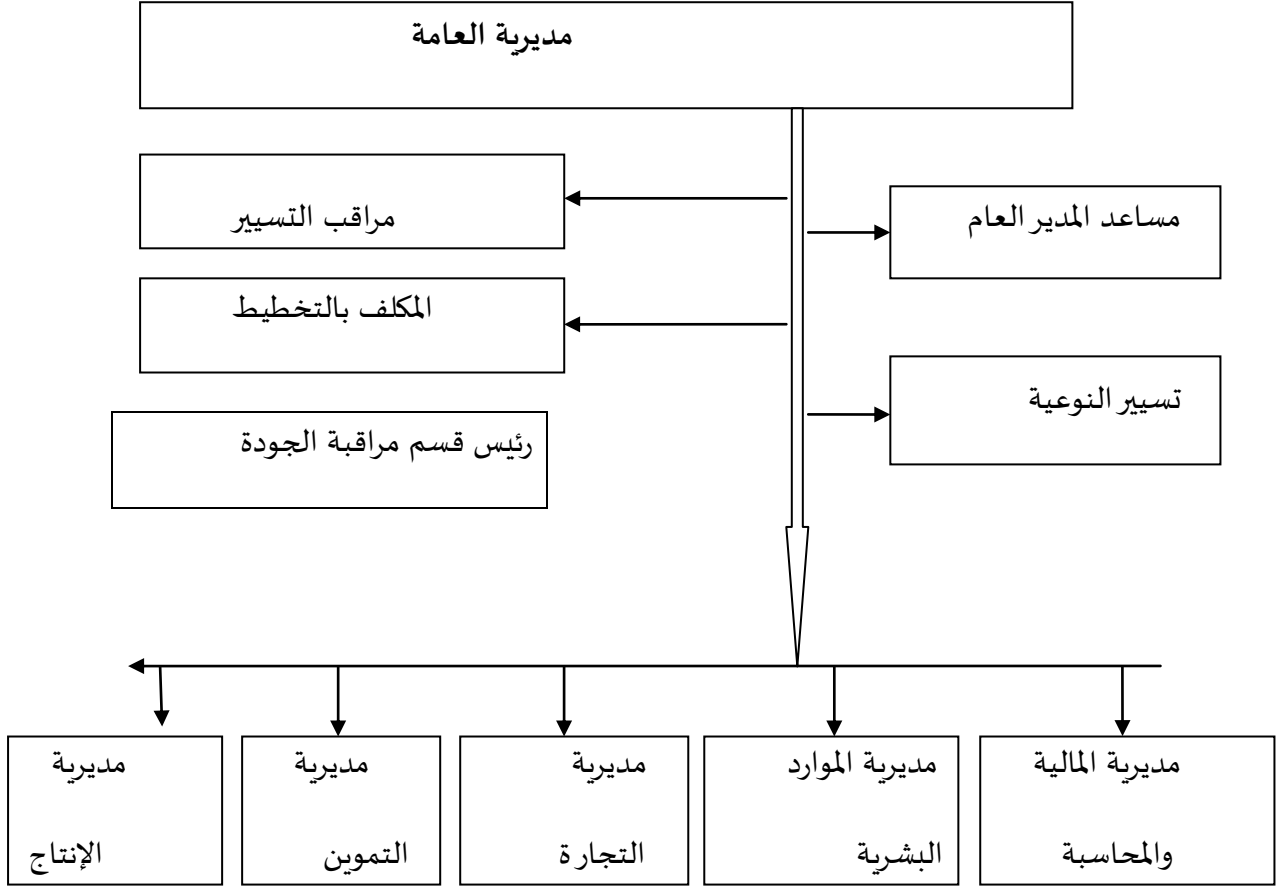 مديرية العامة
مساعد المدير العام
مراقب التسيير
المكلف بالتخطيط
تسيير النوعية
رئيس قسم مراقبة الجودة
مديرية المالية
والمحاسبة
مديرية الموارد
البشرية
مديرية
التجارة
مديرية
التموين
مديرية
الإنتاج